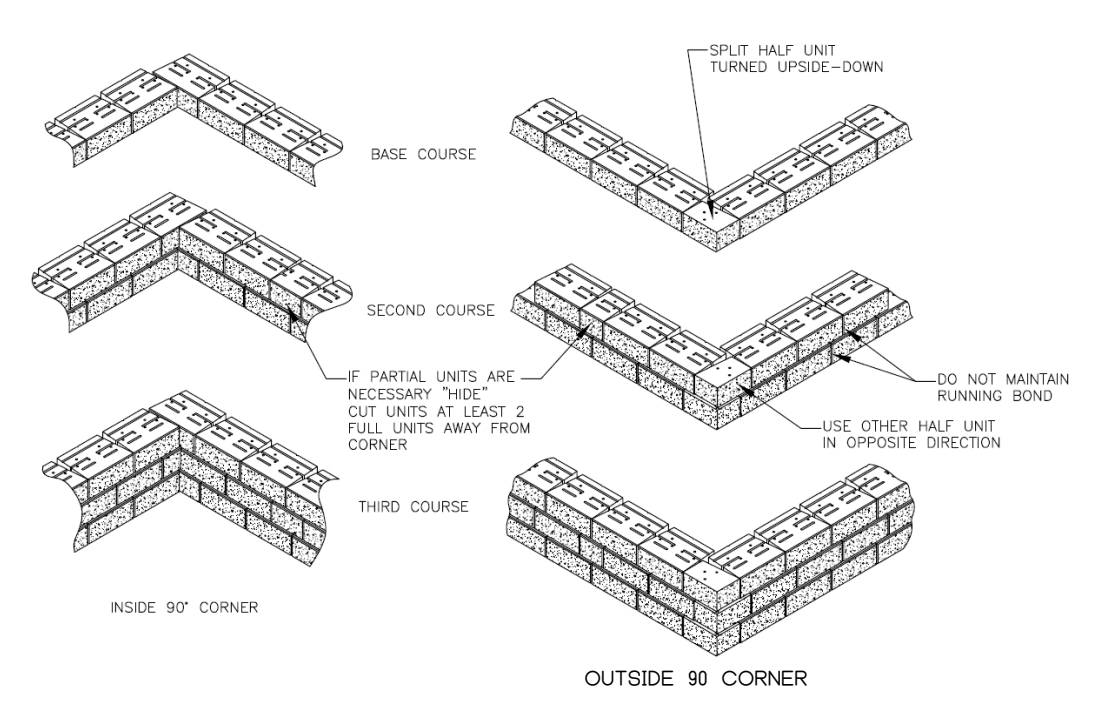 SPLIT HALF UNIT
TURNED UPSIDE-DOWN
BASE COURSE
SECOND COURSE
IF PARTIAL UNITS ARE
NECESSARY "HIDE"
CUT UNITS AT LEAST 2
FULL UNITS AWAY FROM
CORNER
DO NOT MAINTAIN
RUNNING BOND
USE OTHER HALF UNIT
IN OPPOSITE DIRECTION
THIRD COURSE
INSIDE 90° CORNER
OUTSIDE 90 CORNER